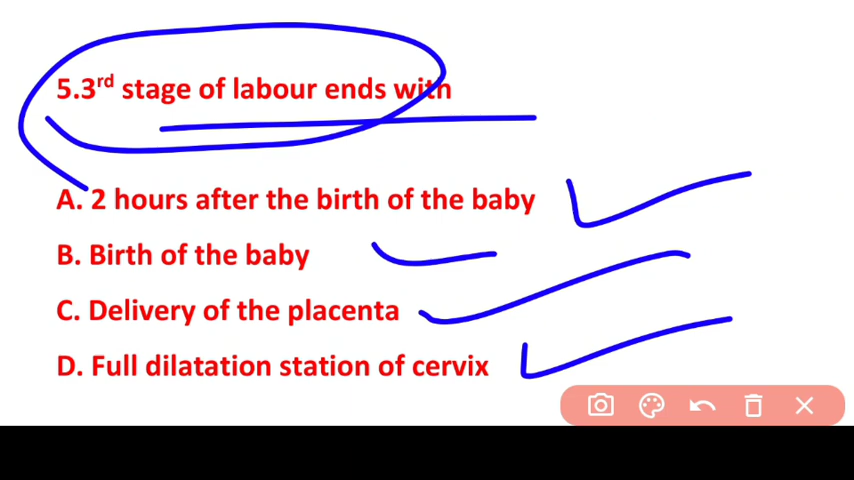 5.3rd stage of labour ends with
A. 2 hours after the birth of the baby
B. Birth of the baby
C. Delivery of the placenta
D. Full dilatation station of cervix